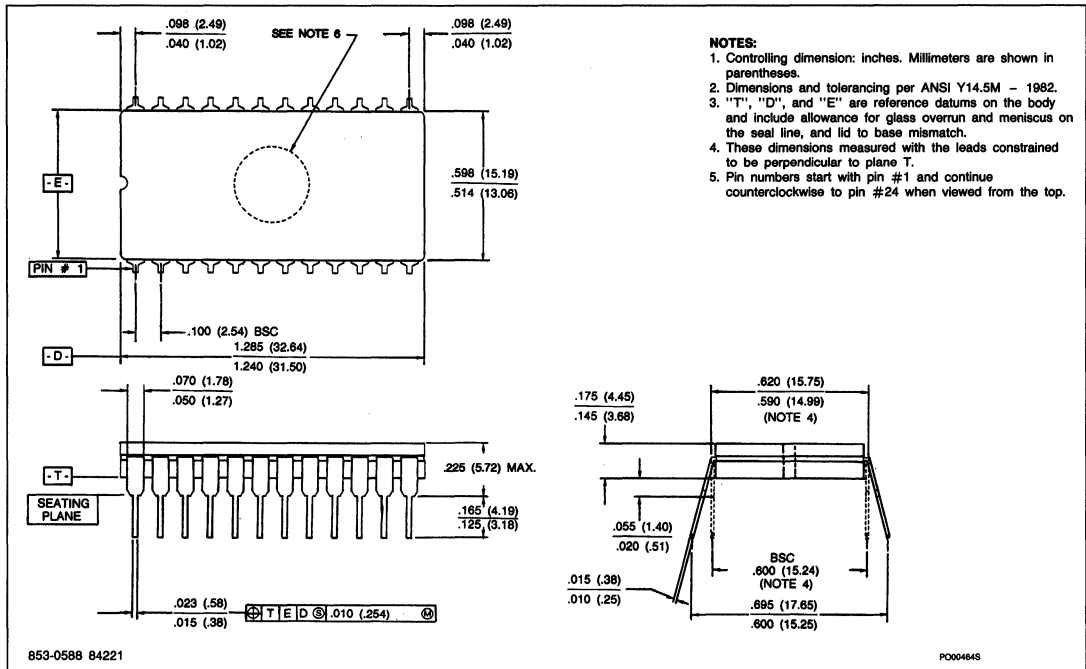 .098 (2.49)
.040 (1.02)
SEE NOTE 6
.098 (2.49)
.040 (1.02)
NOTES:
1. Controlling dimension: inches. Millimeters are shown in
parentheses.
2. Dimensions and tolerancing per ANSI Y14.5M – 1982.
3. "T", "D", and "E" are reference datums on the body
and include allowance for glass overrun and meniscus on
the seal line, and lid to base mismatch.
4. These dimensions measured with the leads constrained
to be perpendicular to plane T.
5. Pin numbers start with pin #1 and continue
counterclockwise to pin #24 when viewed from the top.
- E -
.598 (15.19)
.514 (13.06)
PIN # 1
.100 (2.54) BSC
- D -
1.285 (32.64)
1.240 (31.50)
.070 (1.78)
.050 (1.27)
.175 (4.45)
.145 (3.68)
.620 (15.75)
.590 (14.99)
(NOTE 4)
- T -
.225 (5.72) MAX.
SEATING
PLANE
.165 (4.19)
.125 (3.18)
.055 (1.40)
.020 (.51)
BSC
.600 (15.24)
(NOTE 4)
.015 (.38)
.010 (.25)
.695 (17.65)
.600 (15.25)
.023 (.58)
.015 (.38)
⌖ T E D Ⓢ .010 (.254) Ⓜ
853-0588 84221
PO00464S